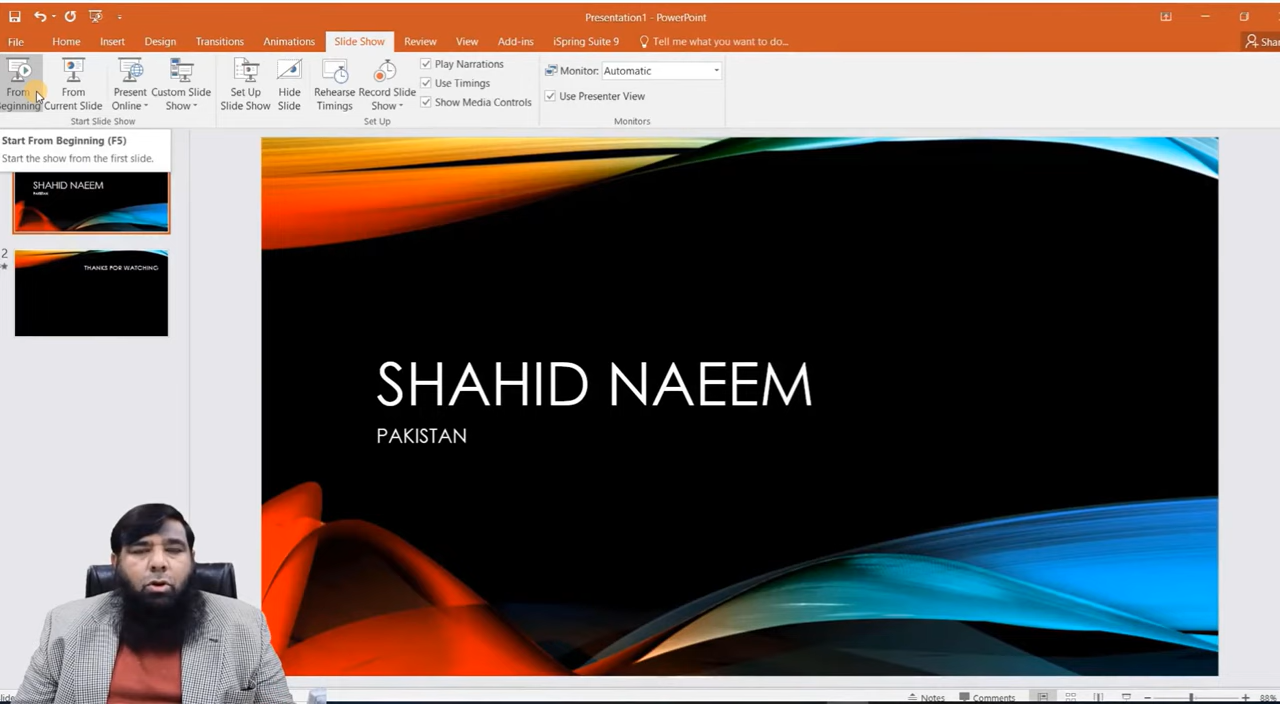 Presentation1 - PowerPoint
File Home Insert Design Transitions Animations Slide Show Review View Add-ins iSpring Suite 9 Tell me what you want to do... Shar
From Beginning
From Current Slide
Present Online
Custom Slide Show
Start Slide Show
Set Up Slide Show
Hide Slide
Rehearse Timings
Record Slide Show
Play Narrations
Use Timings
Show Media Controls
Set Up
Monitor: Automatic
Use Presenter View
Monitors
Start From Beginning (F5)
Start the show from the first slide.
SHAHID NAEEM
PAKISTAN
2
THANKS FOR WATCHING
SHAHID NAEEM
PAKISTAN
Notes Comments 88%